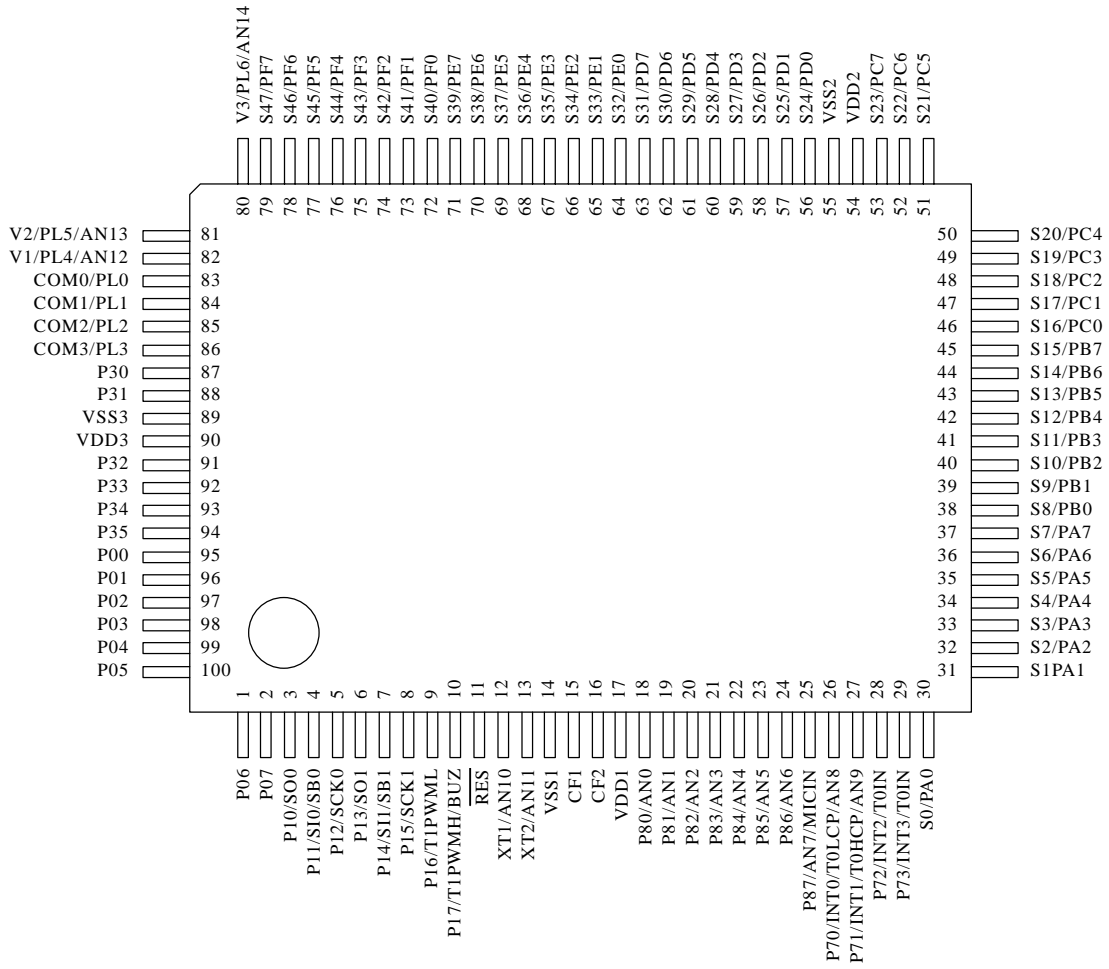 V3/PL6/AN14
S47/PF7
S46/PF6
S45/PF5
S44/PF4
S43/PF3
S42/PF2
S41/PF1
S40/PF0
S39/PE7
S38/PE6
S37/PE5
S36/PE4
S35/PE3
S34/PE2
S33/PE1
S32/PE0
S31/PD7
S30/PD6
S29/PD5
S28/PD4
S27/PD3
S26/PD2
S25/PD1
S24/PD0
VSS2
VDD2
S23/PC7
S22/PC6
S21/PC5
80
79
78
77
76
75
74
73
72
71
70
69
68
67
66
65
64
63
62
61
60
59
58
57
56
55
54
53
52
51
V2/PL5/AN13 81 50 S20/PC4
V1/PL4/AN12 82 49 S19/PC3
COM0/PL0 83 48 S18/PC2
COM1/PL1 84 47 S17/PC1
COM2/PL2 85 46 S16/PC0
COM3/PL3 86 45 S15/PB7
P30 87 44 S14/PB6
P31 88 43 S13/PB5
VSS3 89 42 S12/PB4
VDD3 90 41 S11/PB3
P32 91 40 S10/PB2
P33 92 39 S9/PB1
P34 93 38 S8/PB0
P35 94 37 S7/PA7
P00 95 36 S6/PA6
P01 96 35 S5/PA5
P02 97 34 S4/PA4
P03 98 33 S3/PA3
P04 99 32 S2/PA2
P05 100 31 S1PA1
1
2
3
4
5
6
7
8
9
10
11
12
13
14
15
16
17
18
19
20
21
22
23
24
25
26
27
28
29
30
P06
P07
P10/SO0
P11/SI0/SB0
P12/SCK0
P13/SO1
P14/SI1/SB1
P15/SCK1
P16/T1PWML
P17/T1PWMH/BUZ
RES
XT1/AN10
XT2/AN11
VSS1
CF1
CF2
VDD1
P80/AN0
P81/AN1
P82/AN2
P83/AN3
P84/AN4
P85/AN5
P86/AN6
P87/AN7/MICIN
P70/INT0/T0LCP/AN8
P71/INT1/T0HCP/AN9
P72/INT2/T0IN
P73/INT3/T0IN
S0/PA0